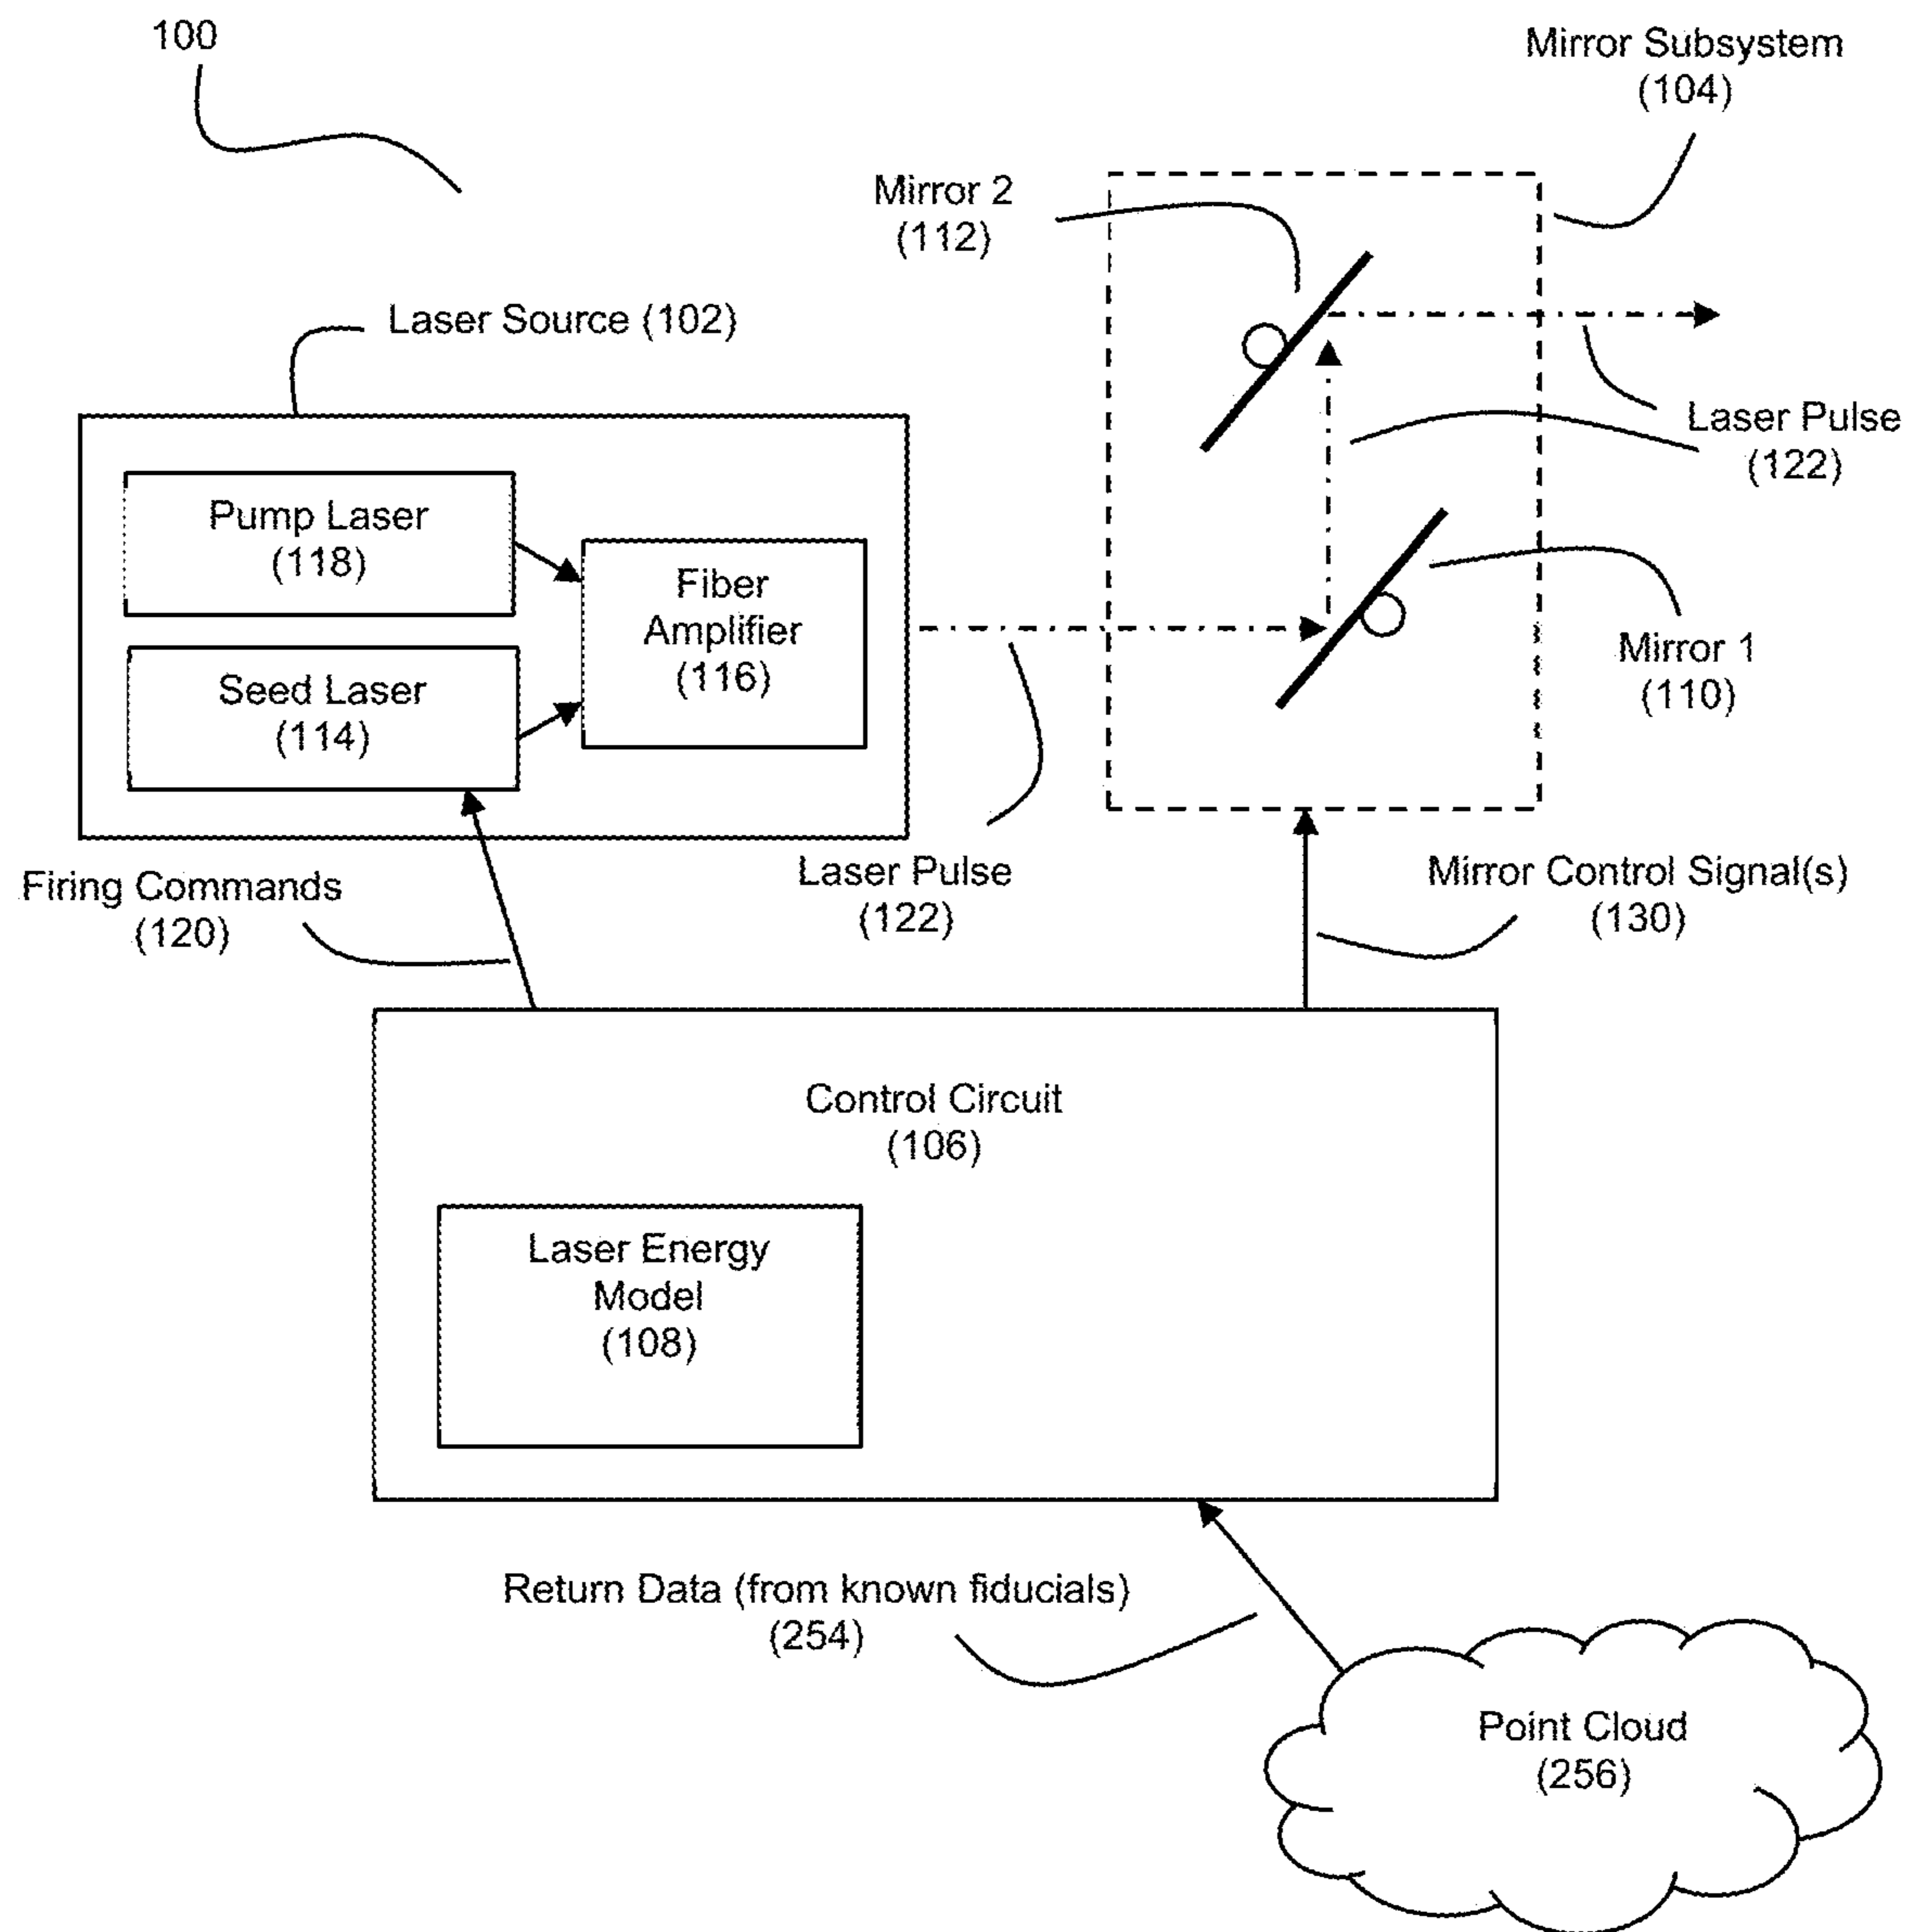 100
Mirror Subsystem
(104)
Mirror 2
(112)
Laser Source (102)
Laser Pulse
(122)
Pump Laser
(118)
Fiber
Amplifier
(116)
Seed Laser
(114)
Mirror 1
(110)
Firing Commands
(120)
Laser Pulse
(122)
Mirror Control Signal(s)
(130)
Control Circuit
(106)
Laser Energy
Model
(108)
Return Data (from known fiducials)
(254)
Point Cloud
(256)